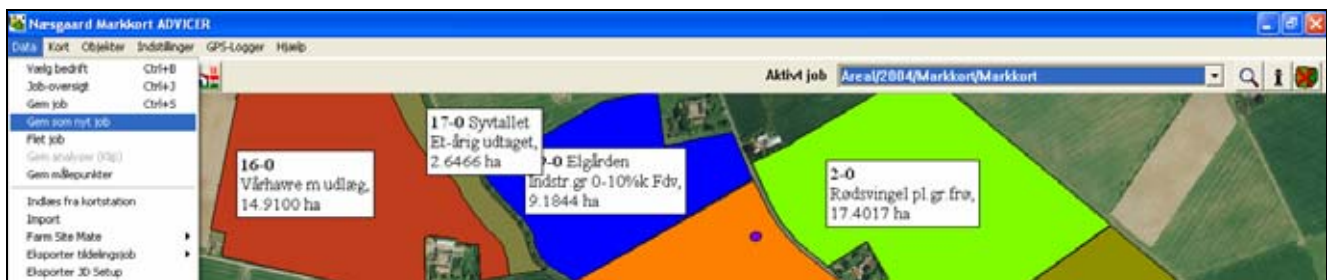 Næsgaard Markkort ADVICER
Data Kort Objekter Indstillinger GPS-Logger Hjælp
Vælg bedrift Ctrl+B
Job-oversigt Ctrl+J
Gem job Ctrl+S
Gem som nyt job
Flet job
Gem analyser (Klip)
Gem målepunkter
Indlæs fra kortstation
Import
Farm Site Mate
Eksporter tildelingsjob
Eksporter JD Setup
Aktivt job Areal/2004/Markkort/Markkort
16-0
Vårhavre m udlæg,
14.9100 ha
17-0 Syvtallet
Et-årig udtaget,
2.6466 ha
-0 Elgården
Indstr.gr 0-10%k Fdv,
9.1844 ha
2-0
Rødsvingel pl.gr.frø,
17.4017 ha